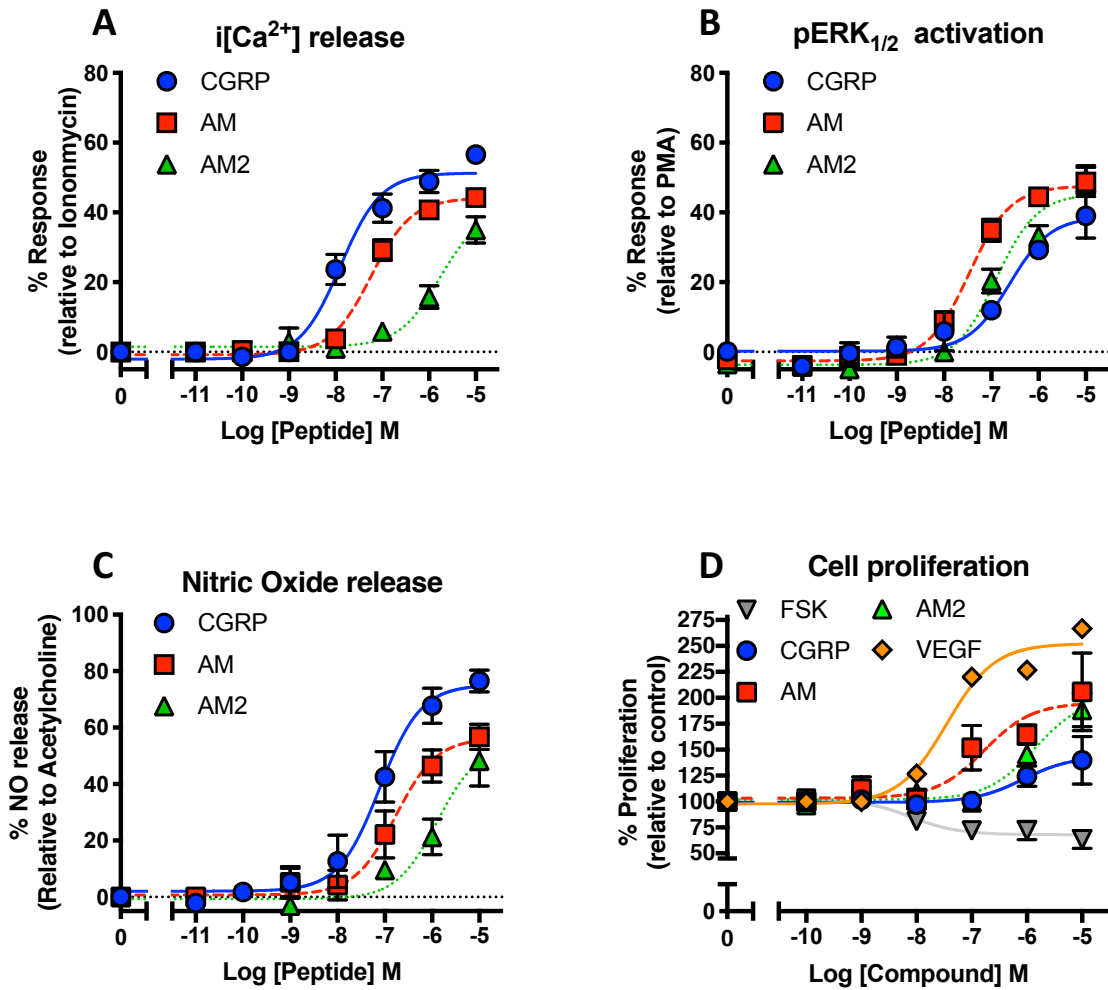 A
i[Ca²⁺] release
CGRP
AM
AM2
% Response
(relative to Ionomycin)
80
60
40
20
0
0 -11 -10 -9 -8 -7 -6 -5
Log [Peptide] M
B
pERK₁/₂ activation
CGRP
AM
AM2
% Response
(relative to PMA)
80
60
40
20
0
0 -11 -10 -9 -8 -7 -6 -5
Log [Peptide] M
C
Nitric Oxide release
CGRP
AM
AM2
% NO release
(Relative to Acetylcholine)
100
80
60
40
20
0
0 -11 -10 -9 -8 -7 -6 -5
Log [Peptide] M
D
Cell proliferation
FSK
CGRP
AM
AM2
VEGF
% Proliferation
(relative to control)
275
250
225
200
175
150
125
100
75
50
0
0 -10 -9 -8 -7 -6 -5
Log [Compound] M